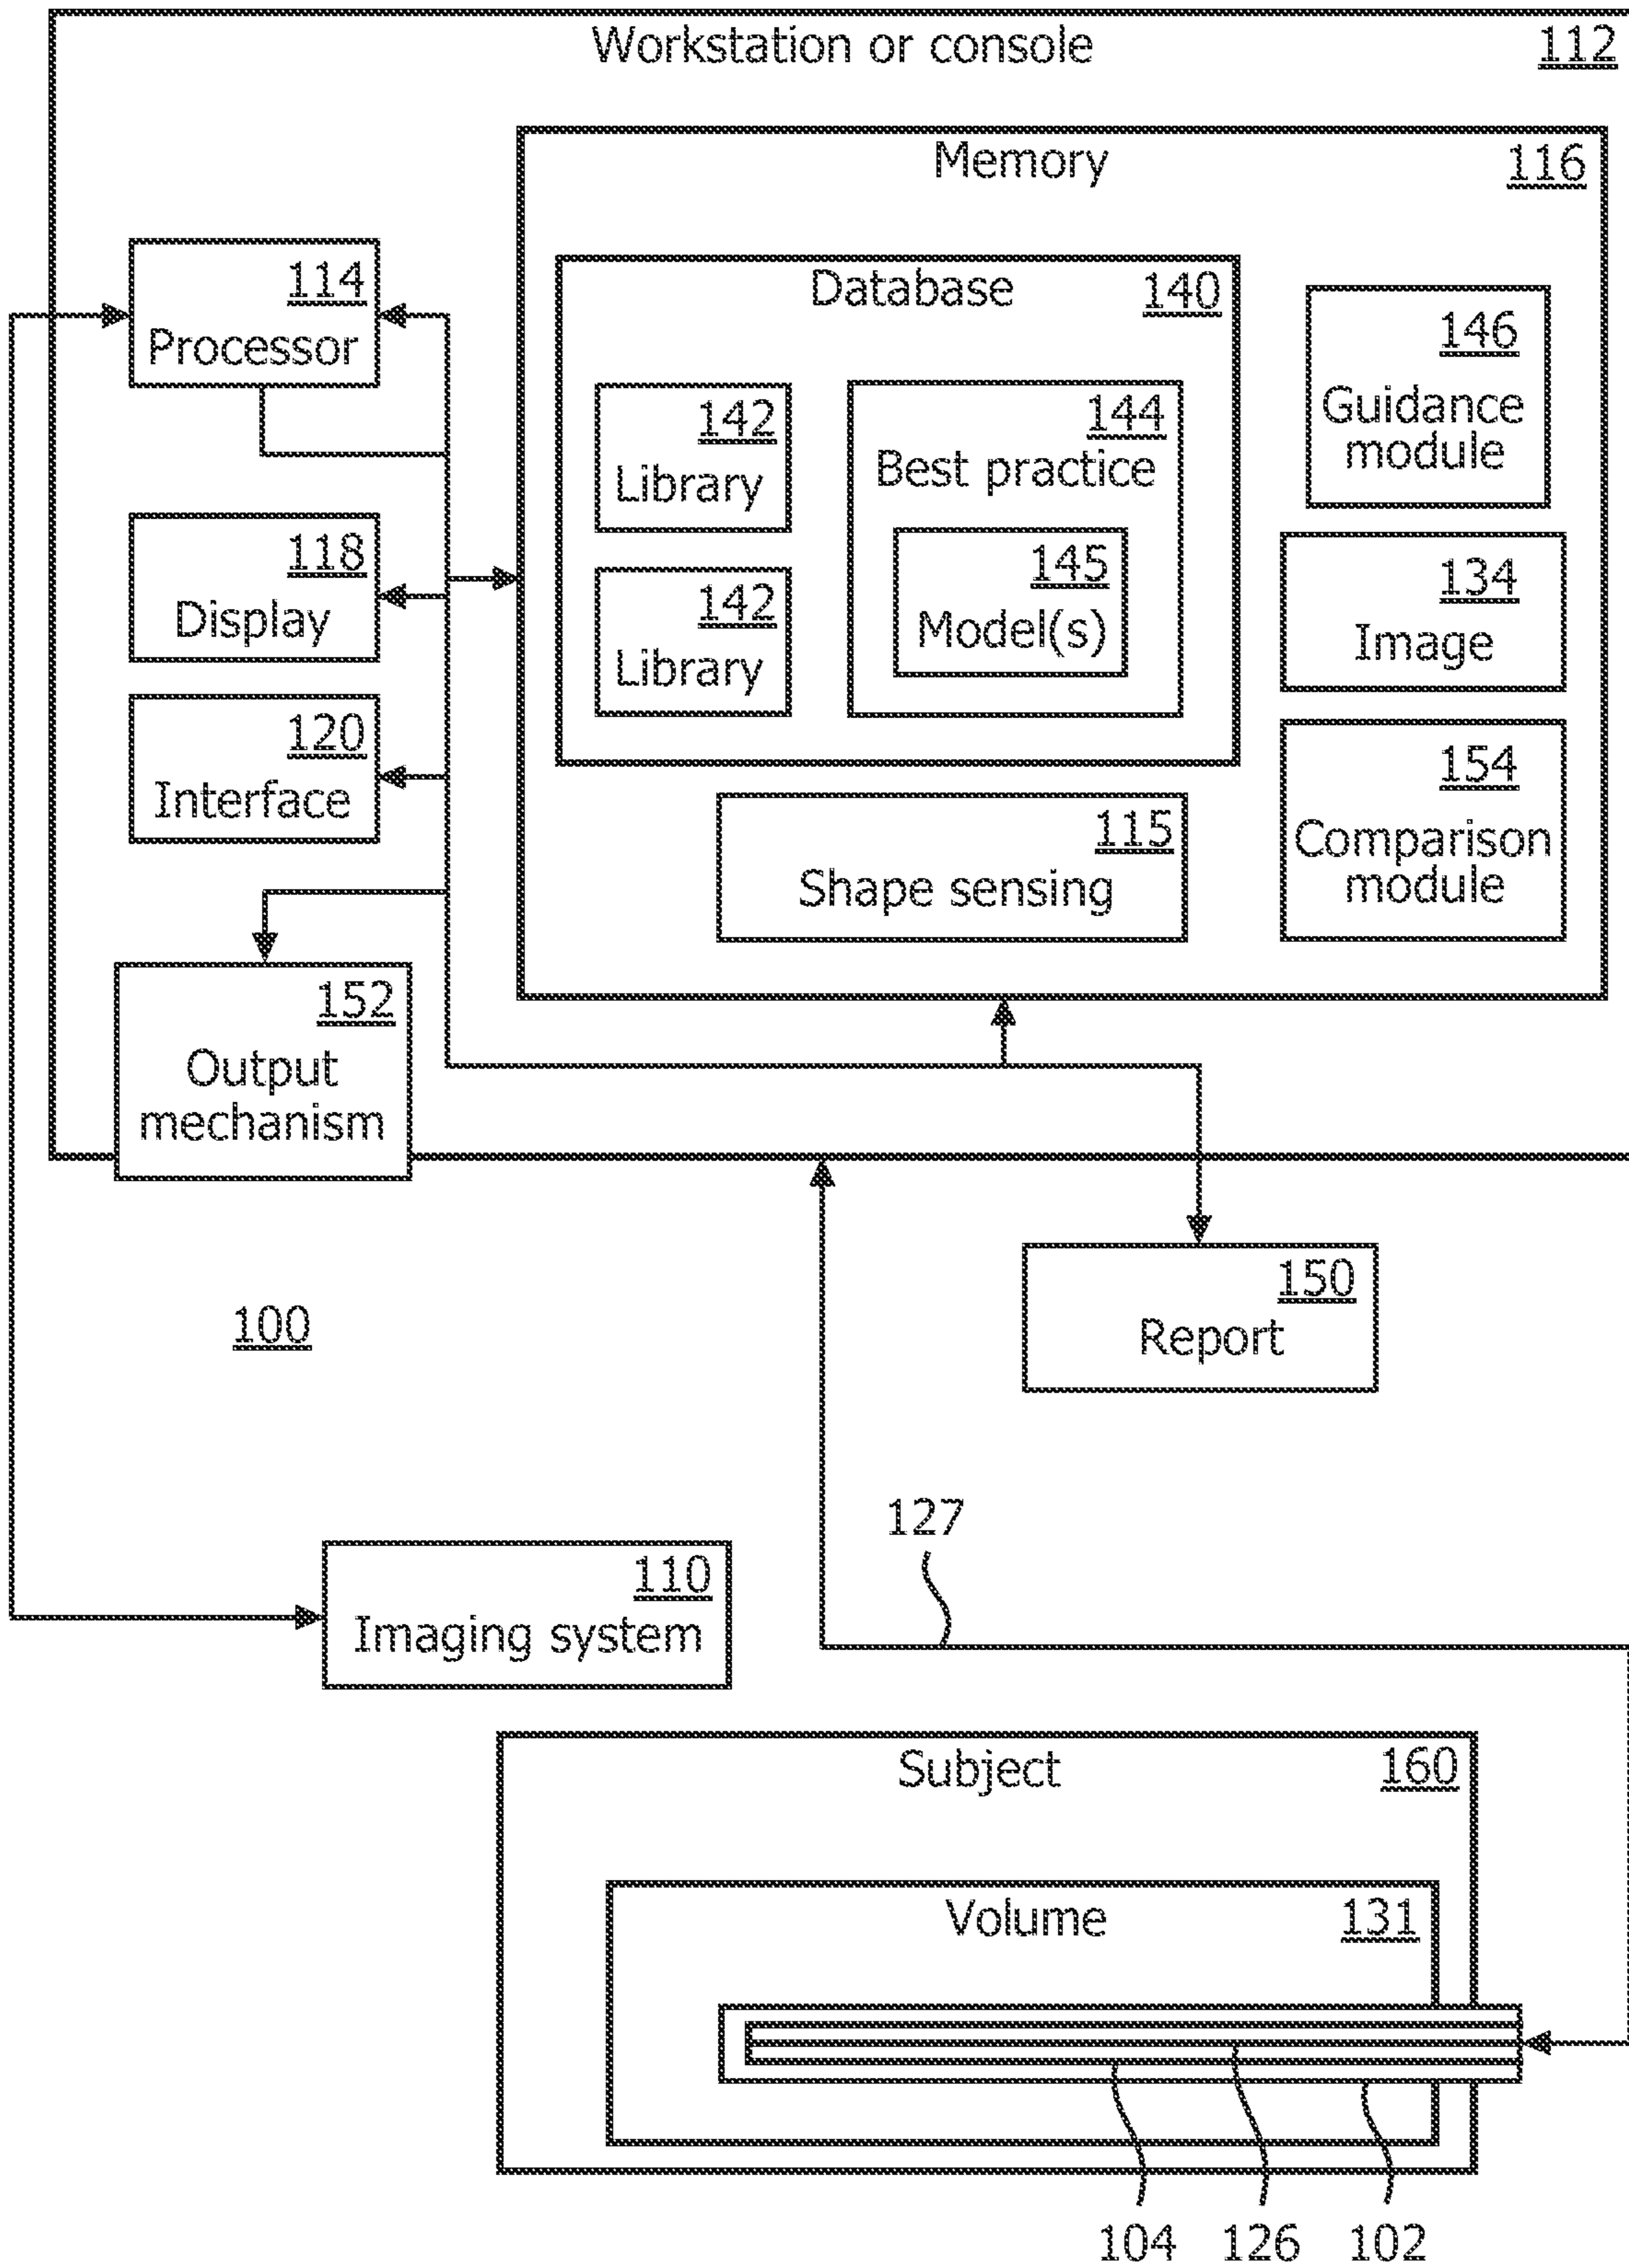 Workstation or console
112
Memory
116
114
Processor
Database
140
146
Guidance
module
142
Library
144
Best practice
118
Display
142
Library
145
Model(s)
134
Image
120
Interface
154
Comparison
module
115
Shape sensing
152
Output
mechanism
150
Report
100
127
110
Imaging system
Subject
160
Volume
131
104
126
102